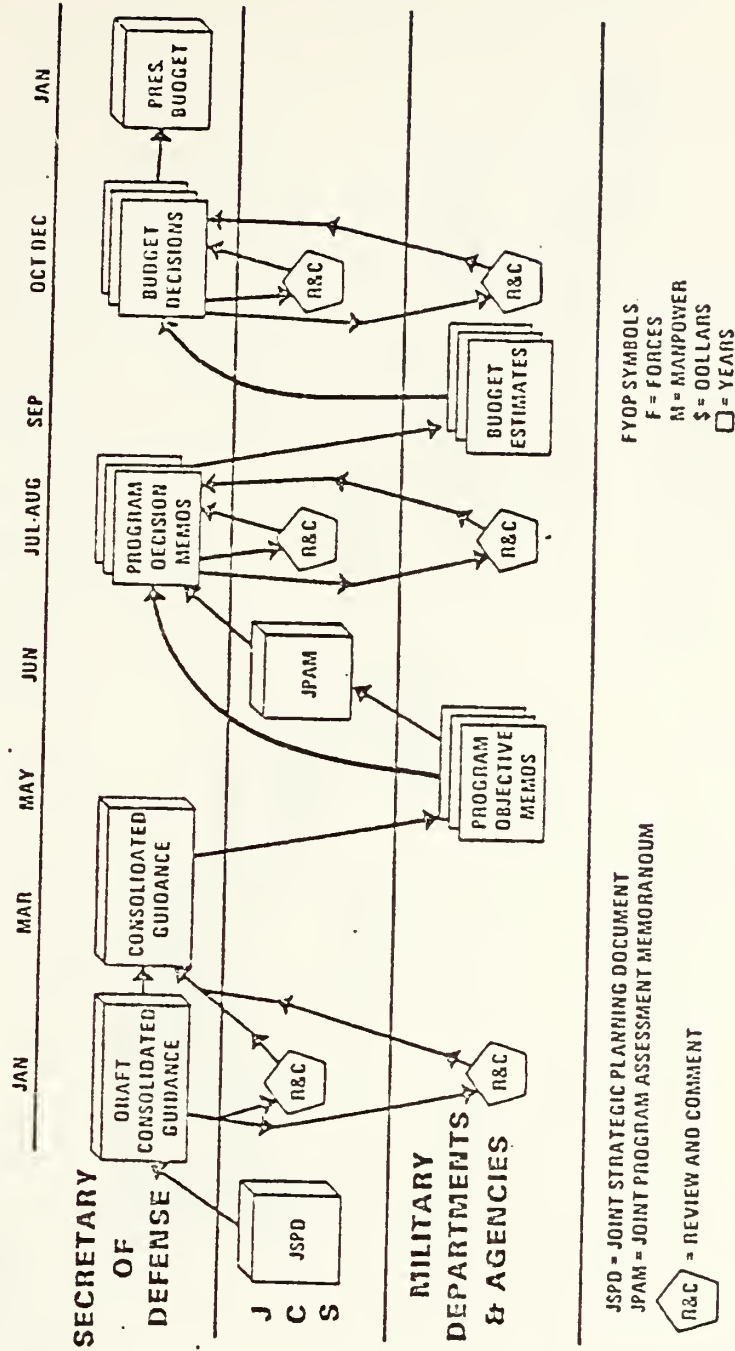 JAN
MAR
MAY
JUN
JUL-AUG
SEP
OCT DEC
JAN
SECRETARY
OF
DEFENSE
DRAFT
CONSOLIDATED
GUIDANCE
CONSOLIDATED
GUIDANCE
PROGRAM
DECISION
MEMOS
BUDGET
DECISIONS
PRES.
BUDGET
J
C
S
JSPD
R&C
JPAM
R&C
R&C
MILITARY
DEPARTMENTS
& AGENCIES
R&C
PROGRAM
OBJECTIVE
MEMOS
R&C
BUDGET
ESTIMATES
R&C
JSPD = JOINT STRATEGIC PLANNING DOCUMENT
JPAM = JOINT PROGRAM ASSESSMENT MEMORANDUM
R&C = REVIEW AND COMMENT
FYDP SYMBOLS
F = FORCES
M = MANPOWER
$ = DOLLARS
= YEARS